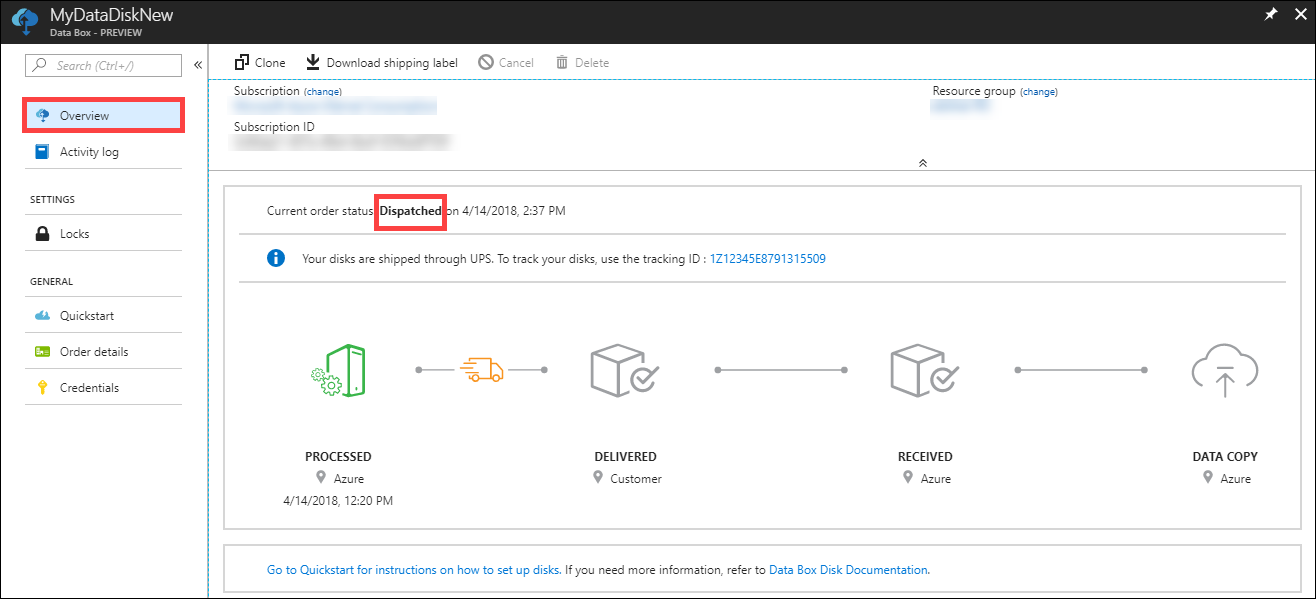 MyDataDiskNew
Data Box - PREVIEW
Search (Ctrl+/)
Overview
Activity log
SETTINGS
Locks
GENERAL
Quickstart
Order details
Credentials
Clone Download shipping label Cancel Delete
Subscription (change) Resource group (change)
Subscription ID
Current order status Dispatched on 4/14/2018, 2:37 PM
Your disks are shipped through UPS. To track your disks, use the tracking ID : 1Z12345E8791315509
PROCESSED DELIVERED RECEIVED DATA COPY
Azure Customer Azure Azure
4/14/2018, 12:20 PM
Go to Quickstart for instructions on how to set up disks. If you need more information, refer to Data Box Disk Documentation.